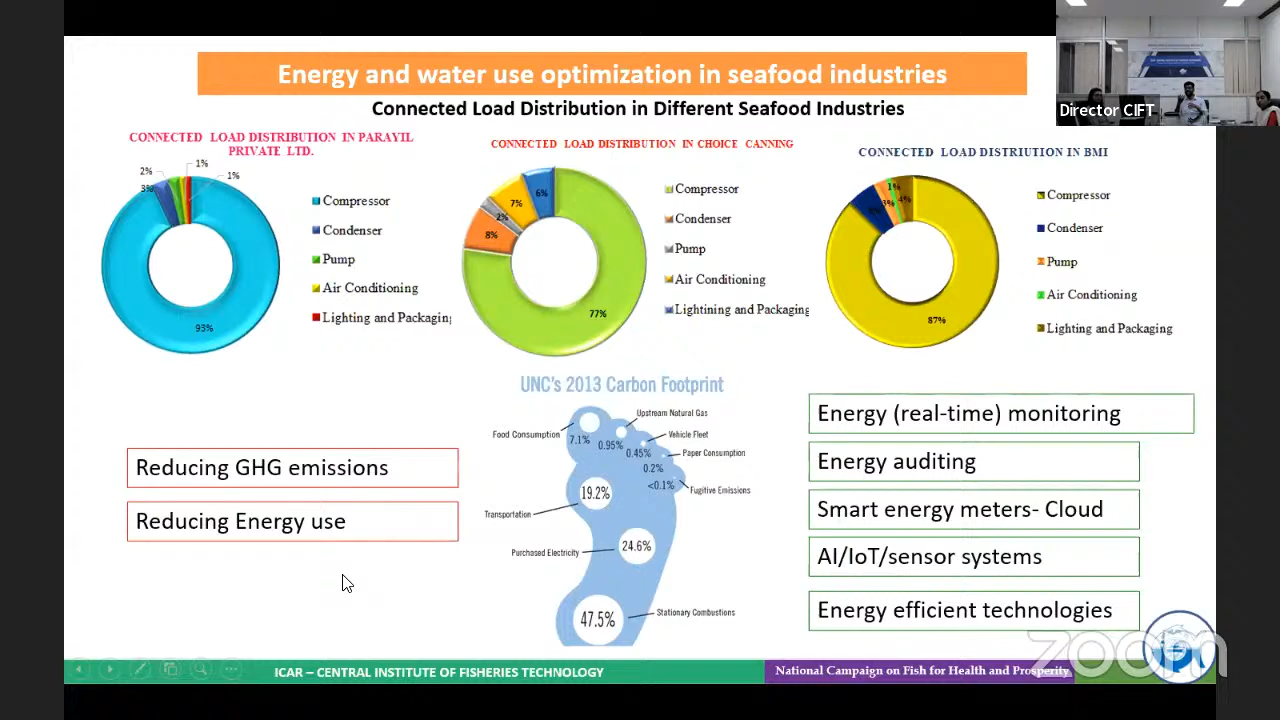 Energy and water use optimization in seafood industries
Connected Load Distribution in Different Seafood Industries
Director CIFT
CONNECTED LOAD DISTRIBUTION IN PARAYIL
PRIVATE LTD.
2%
1%
3%
1%
93%
Compressor
Condenser
Pump
Air Conditioning
Lighting and Packaging
CONNECTED LOAD DISTRIBUTION IN CHOICE CANNING
6%
7%
2%
8%
77%
Compressor
Condenser
Pump
Air Conditioning
Lightining and Packaging
CONNECTED LOAD DISTRIUTION IN BMI
1%
3%
4%
87%
Compressor
Condenser
Pump
Air Conditioning
Lighting and Packaging
Reducing GHG emissions
Reducing Energy use
UNC's 2013 Carbon Footprint
Upstream Natural Gas
Food Consumption
Vehicle Fleet
7.1%
0.95%
0.45%
Paper Consumption
0.2%
<0.1%
Fugitive Emissions
19.2%
Transportation
24.6%
Purchased Electricity
47.5%
Stationary Combustions
Energy (real-time) monitoring
Energy auditing
Smart energy meters- Cloud
AI/IoT/sensor systems
Energy efficient technologies
ICAR – CENTRAL INSTITUTE OF FISHERIES TECHNOLOGY
National Campaign on Fish for Health and Prosperity
zoom